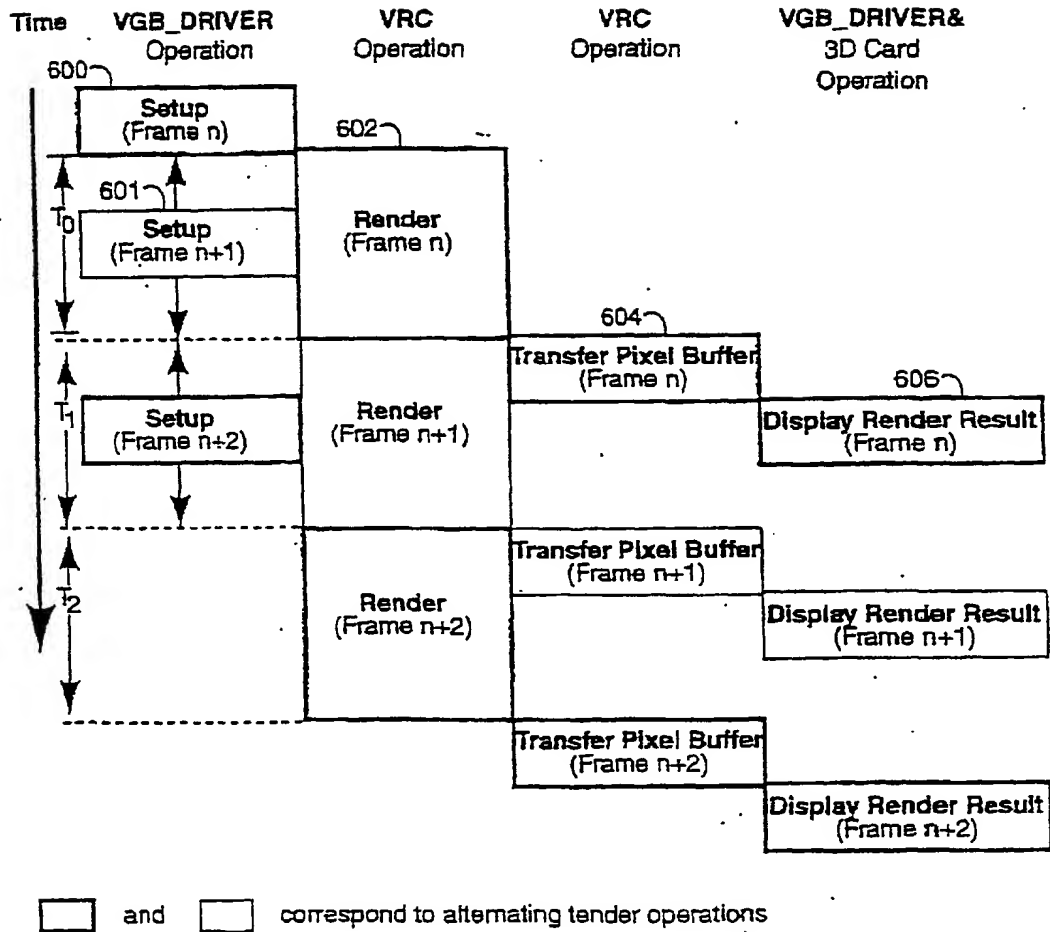 Time
VGB_DRIVER
Operation
VRC
Operation
VRC
Operation
VGB_DRIVER&
3D Card
Operation
600
Setup
(Frame n)
602
601
T0
Setup
(Frame n+1)
Render
(Frame n)
604
Transfer Pixel Buffer
(Frame n)
606
T1
Setup
(Frame n+2)
Render
(Frame n+1)
Display Render Result
(Frame n)
T2
Render
(Frame n+2)
Transfer Pixel Buffer
(Frame n+1)
Display Render Result
(Frame n+1)
Transfer Pixel Buffer
(Frame n+2)
Display Render Result
(Frame n+2)
and correspond to alternating tender operations